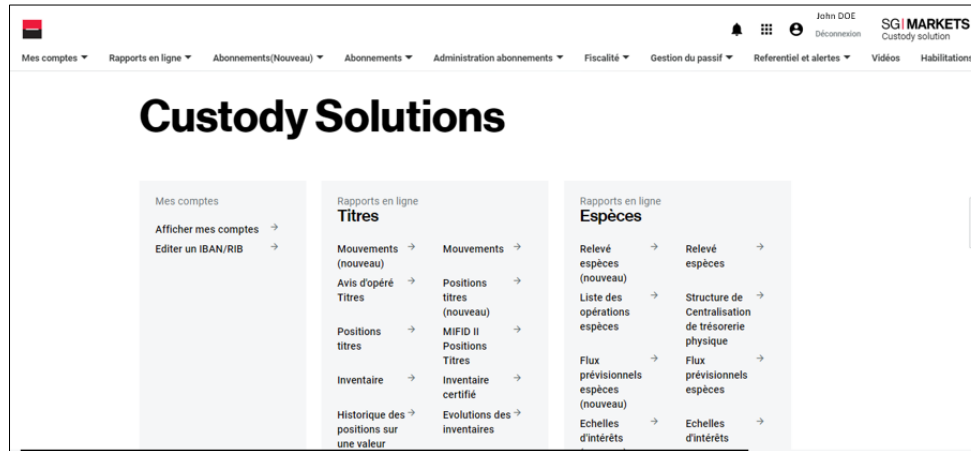 John DOE
Déconnexion
SG|MARKETS
Custody solution
Mes comptes
Rapports en ligne
Abonnements(Nouveau)
Abonnements
Administration abonnements
Fiscalité
Gestion du passif
Referentiel et alertes
Vidéos
Habilitations
Custody Solutions
Mes comptes
Afficher mes comptes
Editer un IBAN/RIB
Rapports en ligne
Titres
Mouvements
(nouveau)
Mouvements
Avis d'opéré
Titres
Positions
titres
(nouveau)
Positions
titres
MIFID II
Positions
Titres
Inventaire
Inventaire
certifié
Historique des
positions sur
une valeur
Evolutions des
inventaires
Rapports en ligne
Espèces
Relevé
espèces
(nouveau)
Relevé
espèces
Liste des
opérations
espèces
Structure de
Centralisation
de trésorerie
physique
Flux
prévisionnels
espèces
(nouveau)
Flux
prévisionnels
espèces
Echelles
d'intérêts
Echelles
d'intérêts